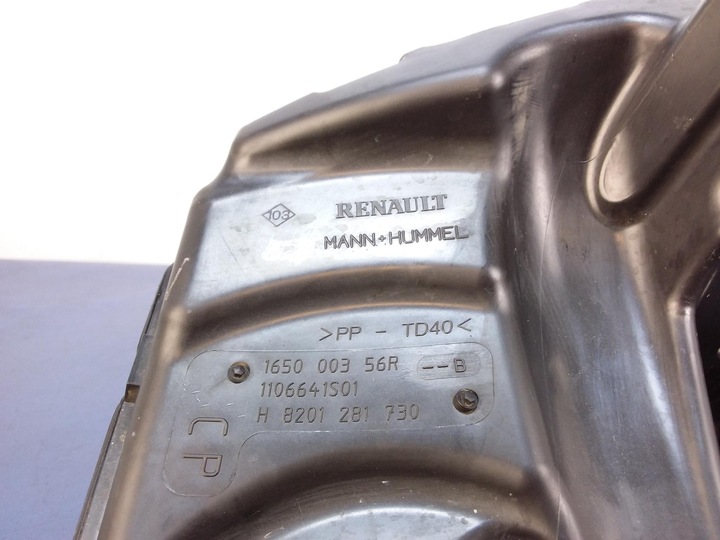 103 RENAULT
MANN+HUMMEL
>PP - TD40<
1650 003 56R --B
1106641S01
H 8201 281 730
CP